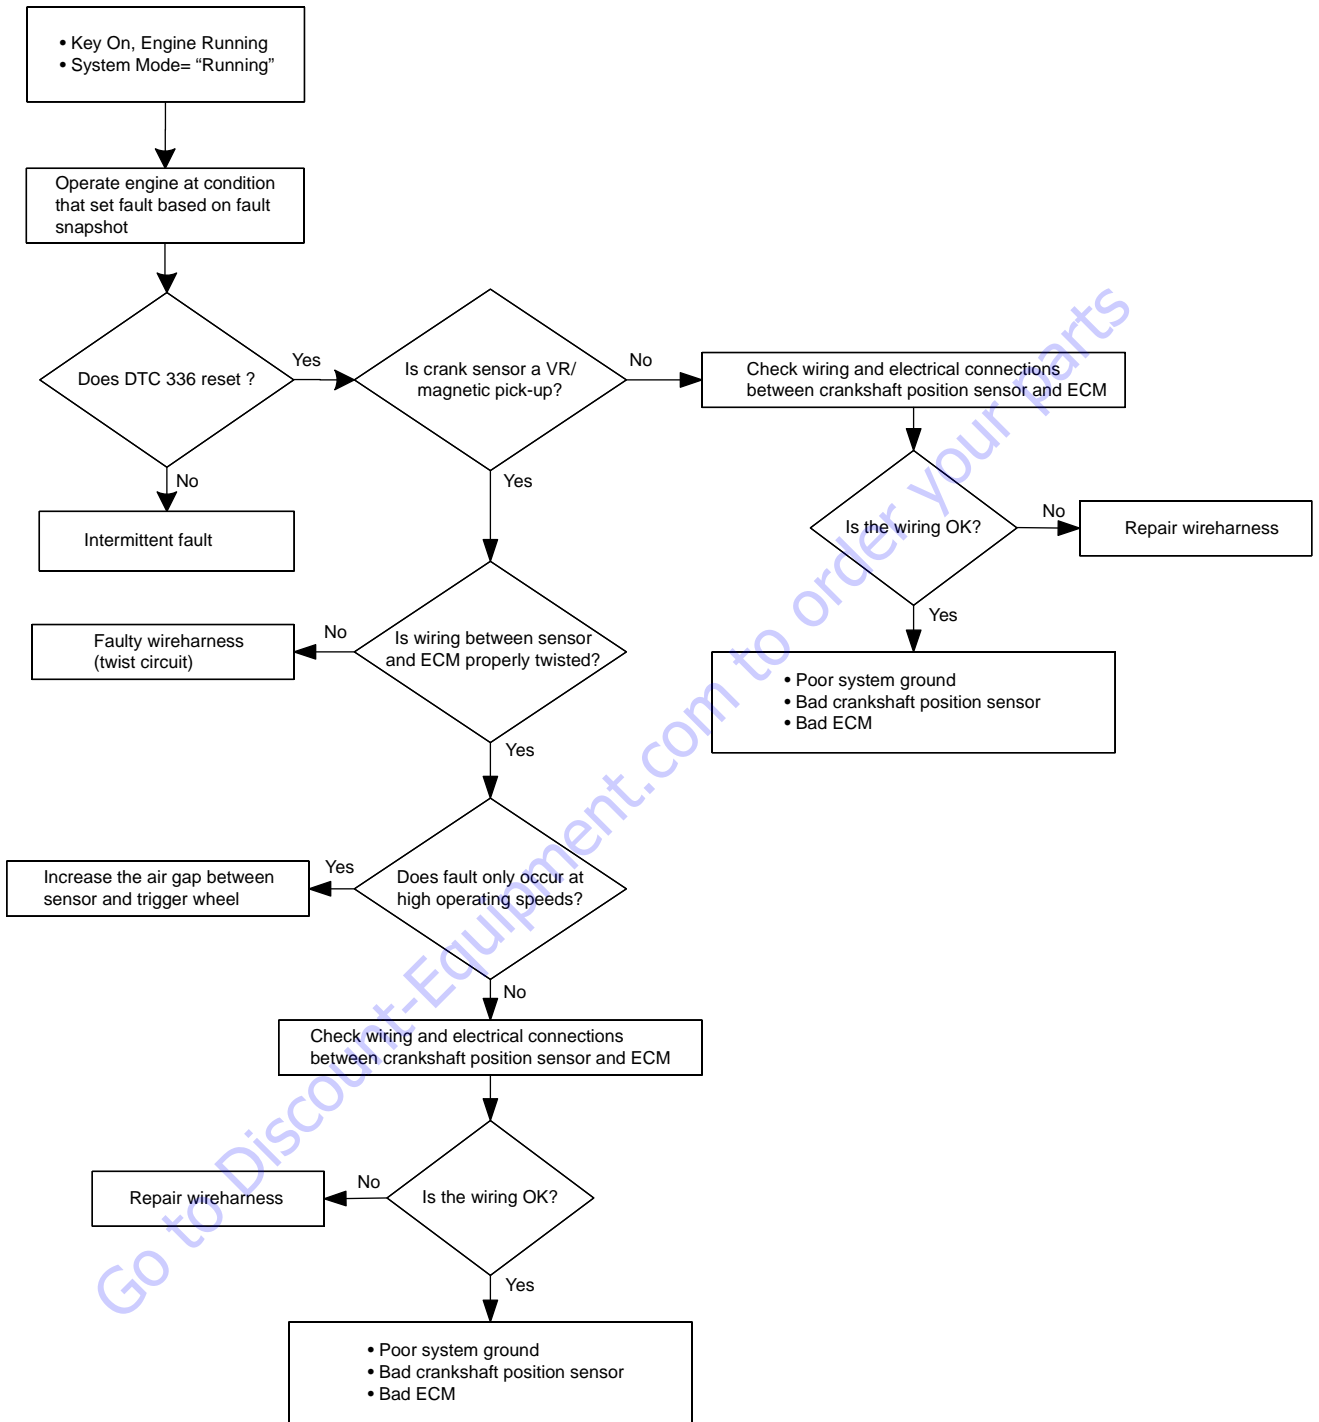 • Key On, Engine Running
• System Mode= “Running”
Operate engine at condition
that set fault based on fault
snapshot
Does DTC 336 reset ?
Yes
No
Intermittent fault
Is crank sensor a VR/
magnetic pick-up?
No
Yes
Check wiring and electrical connections
between crankshaft position sensor and ECM
Is the wiring OK?
No
Repair wireharness
Yes
• Poor system ground
• Bad crankshaft position sensor
• Bad ECM
Is wiring between sensor
and ECM properly twisted?
No
Faulty wireharness
(twist circuit)
Yes
Does fault only occur at
high operating speeds?
Yes
Increase the air gap between
sensor and trigger wheel
No
Check wiring and electrical connections
between crankshaft position sensor and ECM
Is the wiring OK?
No
Repair wireharness
Yes
• Poor system ground
• Bad crankshaft position sensor
• Bad ECM
Go to Discount-Equipment.com to order your parts